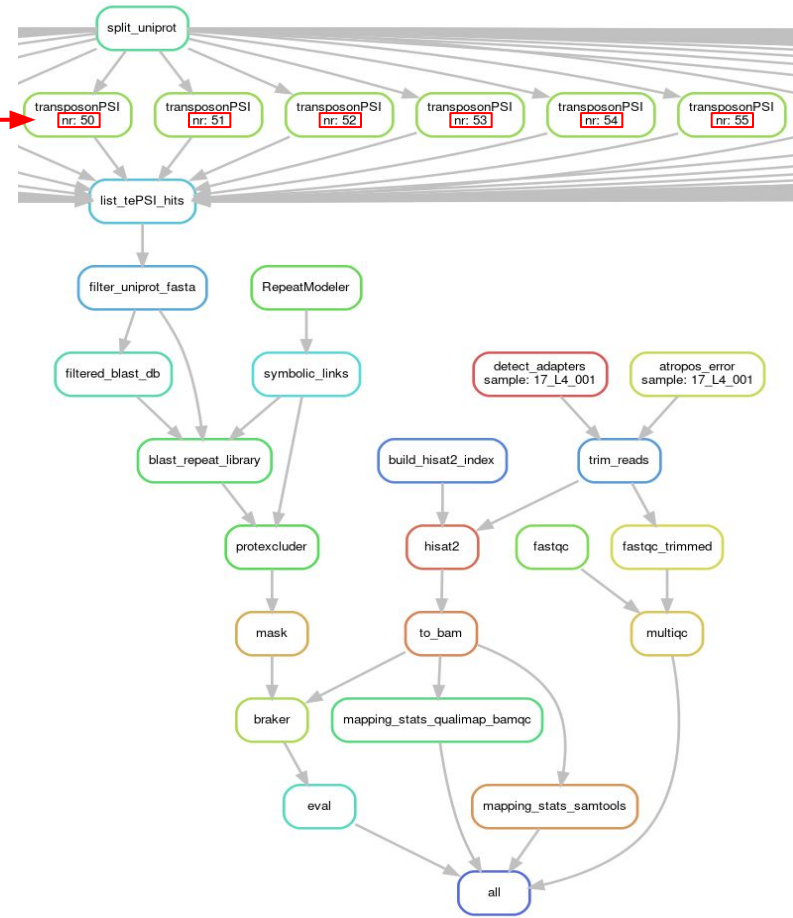 split_uniprot
transposonPSI
nr: 50
transposonPSI
nr: 51
transposonPSI
nr: 52
transposonPSI
nr: 53
transposonPSI
nr: 54
transposonPSI
nr: 55
list_tePSI_hits
filter_uniprot_fasta
RepeatModeler
filtered_blast_db
symbolic_links
detect_adapters
sample: 17_L4_001
atropos_error
sample: 17_L4_001
blast_repeat_library
build_hisat2_index
trim_reads
protexcluder
hisat2
fastqc
fastqc_trimmed
mask
to_bam
multiqc
braker
mapping_stats_qualimap_bamqc
eval
mapping_stats_samtools
all